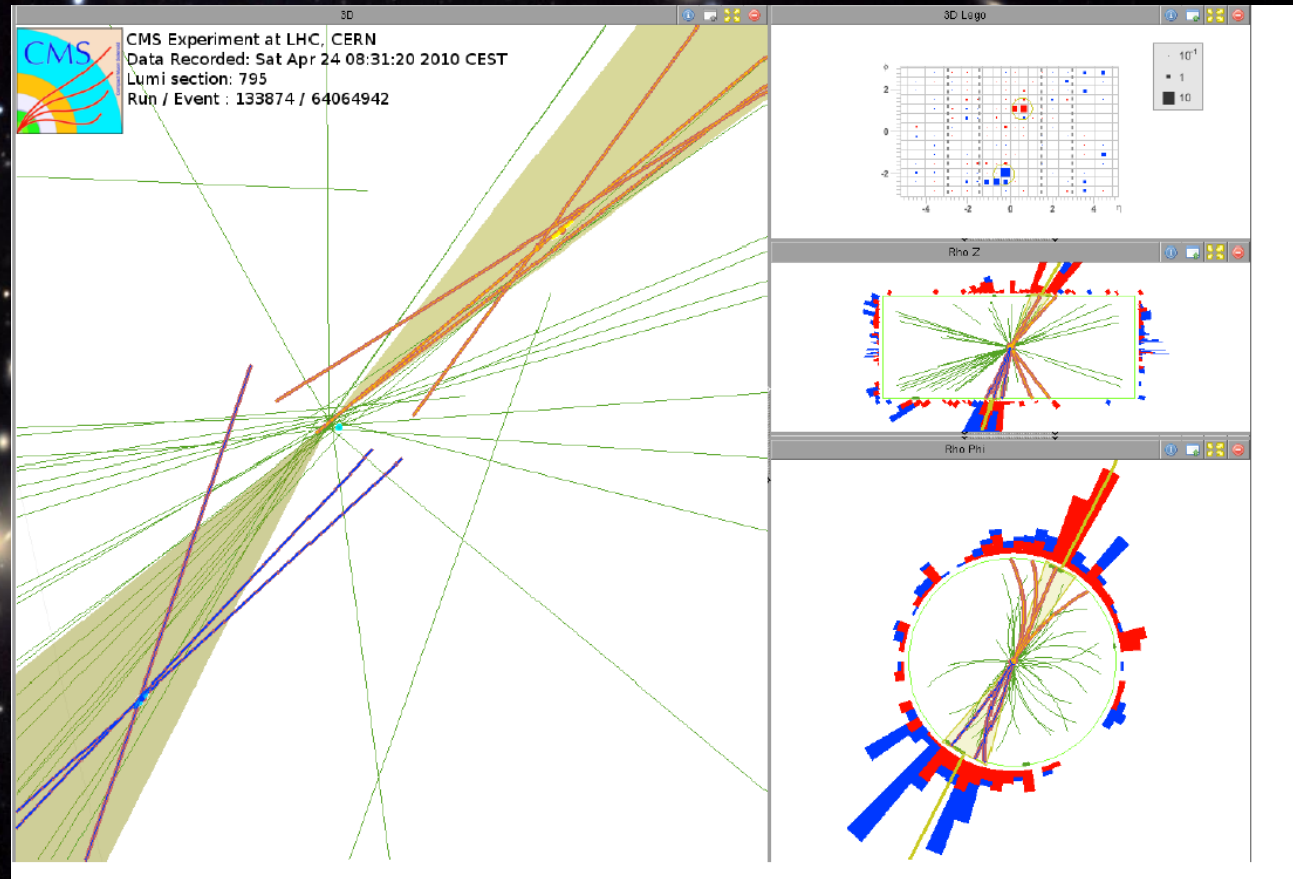 3D
CMS
CMS Experiment at LHC, CERN
Data Recorded: Sat Apr 24 08:31:20 2010 CEST
Lumi section: 795
Run / Event : 133874 / 64064942
3D Lego
10⁻¹
1
10
2
0
-2
-4 -2 0 2 4 η
Rho Z
Rho Phi